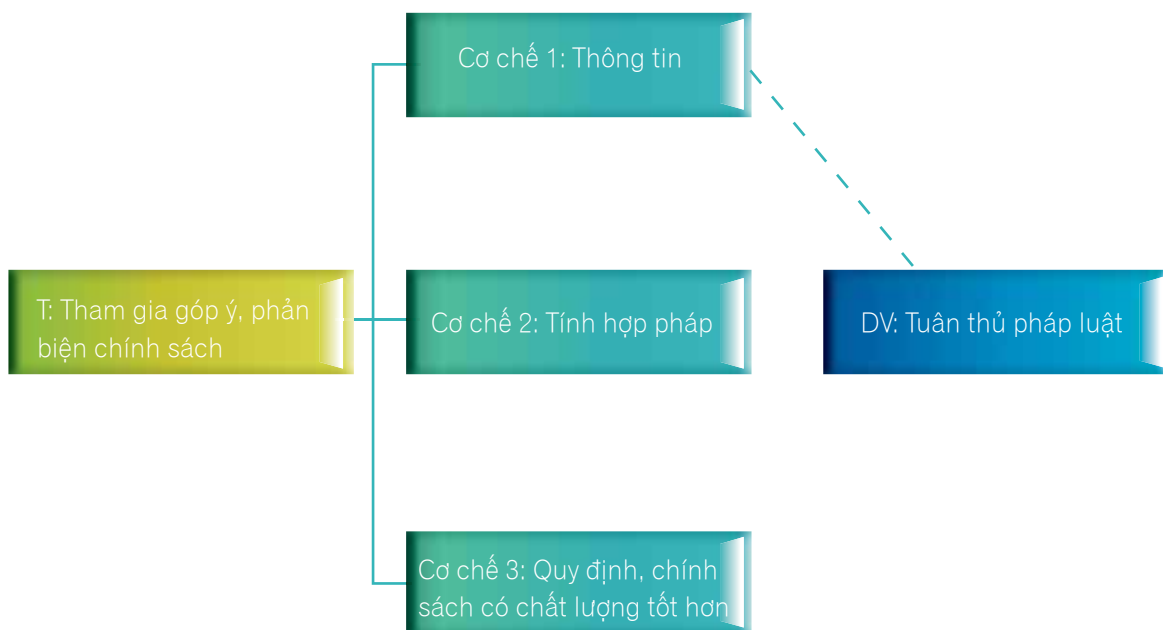 Cơ chế 1: Thông tin
T: Tham gia góp ý, phản
biện chính sách
Cơ chế 2: Tính hợp pháp
DV: Tuân thủ pháp luật
Cơ chế 3: Quy định, chính
sách có chất lượng tốt hơn